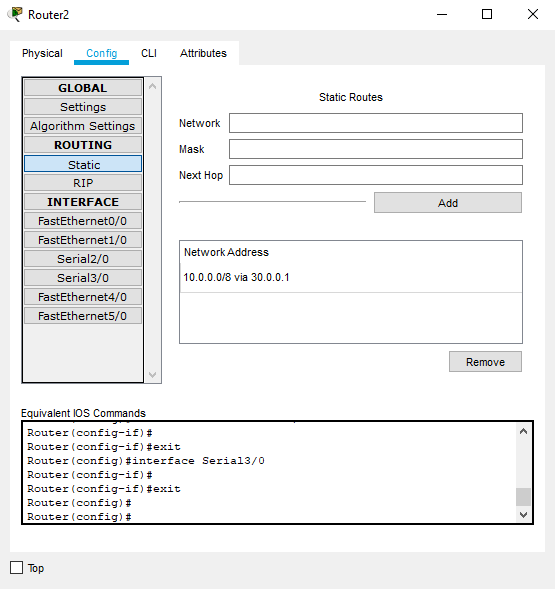 Router2
Physical Config CLI Attributes
GLOBAL
Settings
Algorithm Settings
ROUTING
Static
RIP
INTERFACE
FastEthernet0/0
FastEthernet1/0
Serial2/0
Serial3/0
FastEthernet4/0
FastEthernet5/0
Static Routes
Network
Mask
Next Hop
Add
Network Address
10.0.0.0/8 via 30.0.0.1
Remove
Equivalent IOS Commands
Router(config-if)#
Router(config-if)#exit
Router(config)#interface Serial3/0
Router(config-if)#
Router(config-if)#exit
Router(config)#
Router(config)#
Top